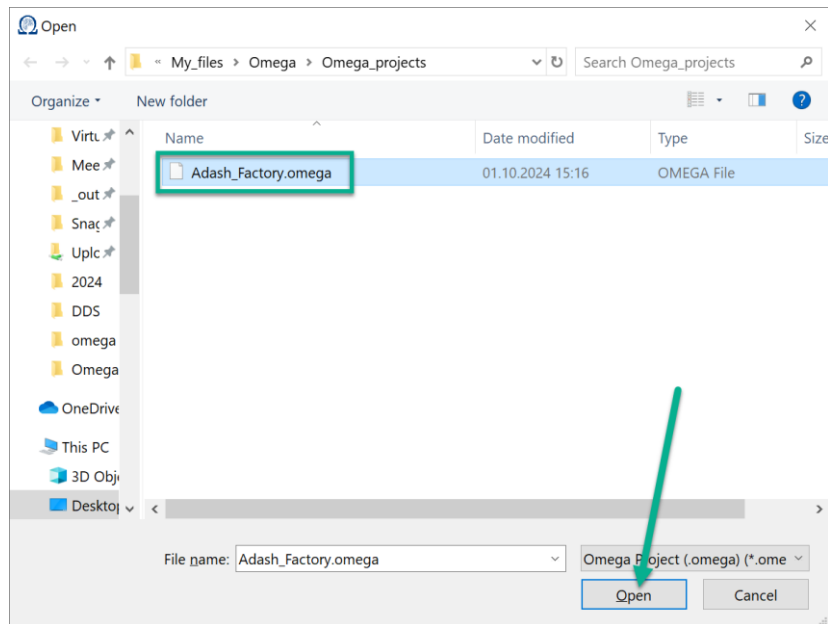 Open
« My_files > Omega > Omega_projects
Search Omega_projects
Organize
New folder
Name
Date modified
Type
Size
Adash_Factory.omega
01.10.2024 15:16
OMEGA File
Virtu
Mee
_out
Snag
Uplc
2024
DDS
omega
Omega
OneDrive
This PC
3D Obj
Desktop
File name: Adash_Factory.omega
Omega Project (.omega) (*.ome
Open
Cancel